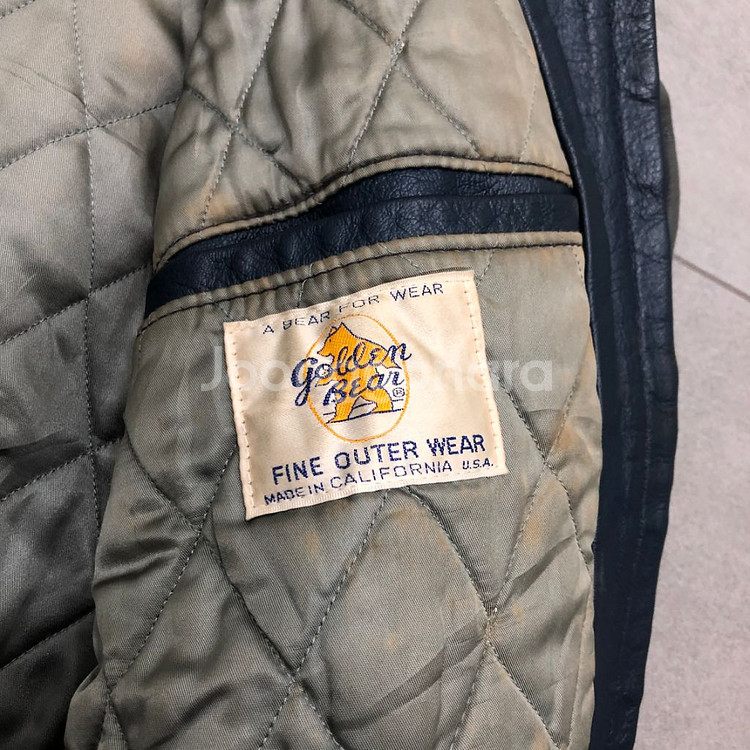 A BEAR FOR WEAR
Golden
Bear ®
FINE OUTER WEAR
MADE IN CALIFORNIA U.S.A.